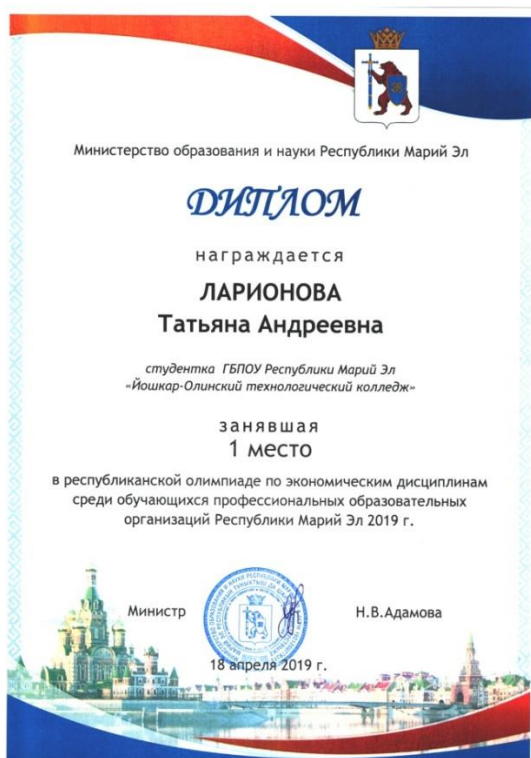 Министерство образования и науки Республики Марий Эл
ДИПЛОМ
награждается
ЛАРИОНОВА
Татьяна Андреевна
студентка ГБПОУ Республики Марий Эл
«Йошкар-Олинский технологический колледж»
занявшая
1 место
в республиканской олимпиаде по экономическим дисциплинам
среди обучающихся профессиональных образовательных
организаций Республики Марий Эл 2019 г.
Министр
Н.В.Адамова
18 апреля 2019 г.